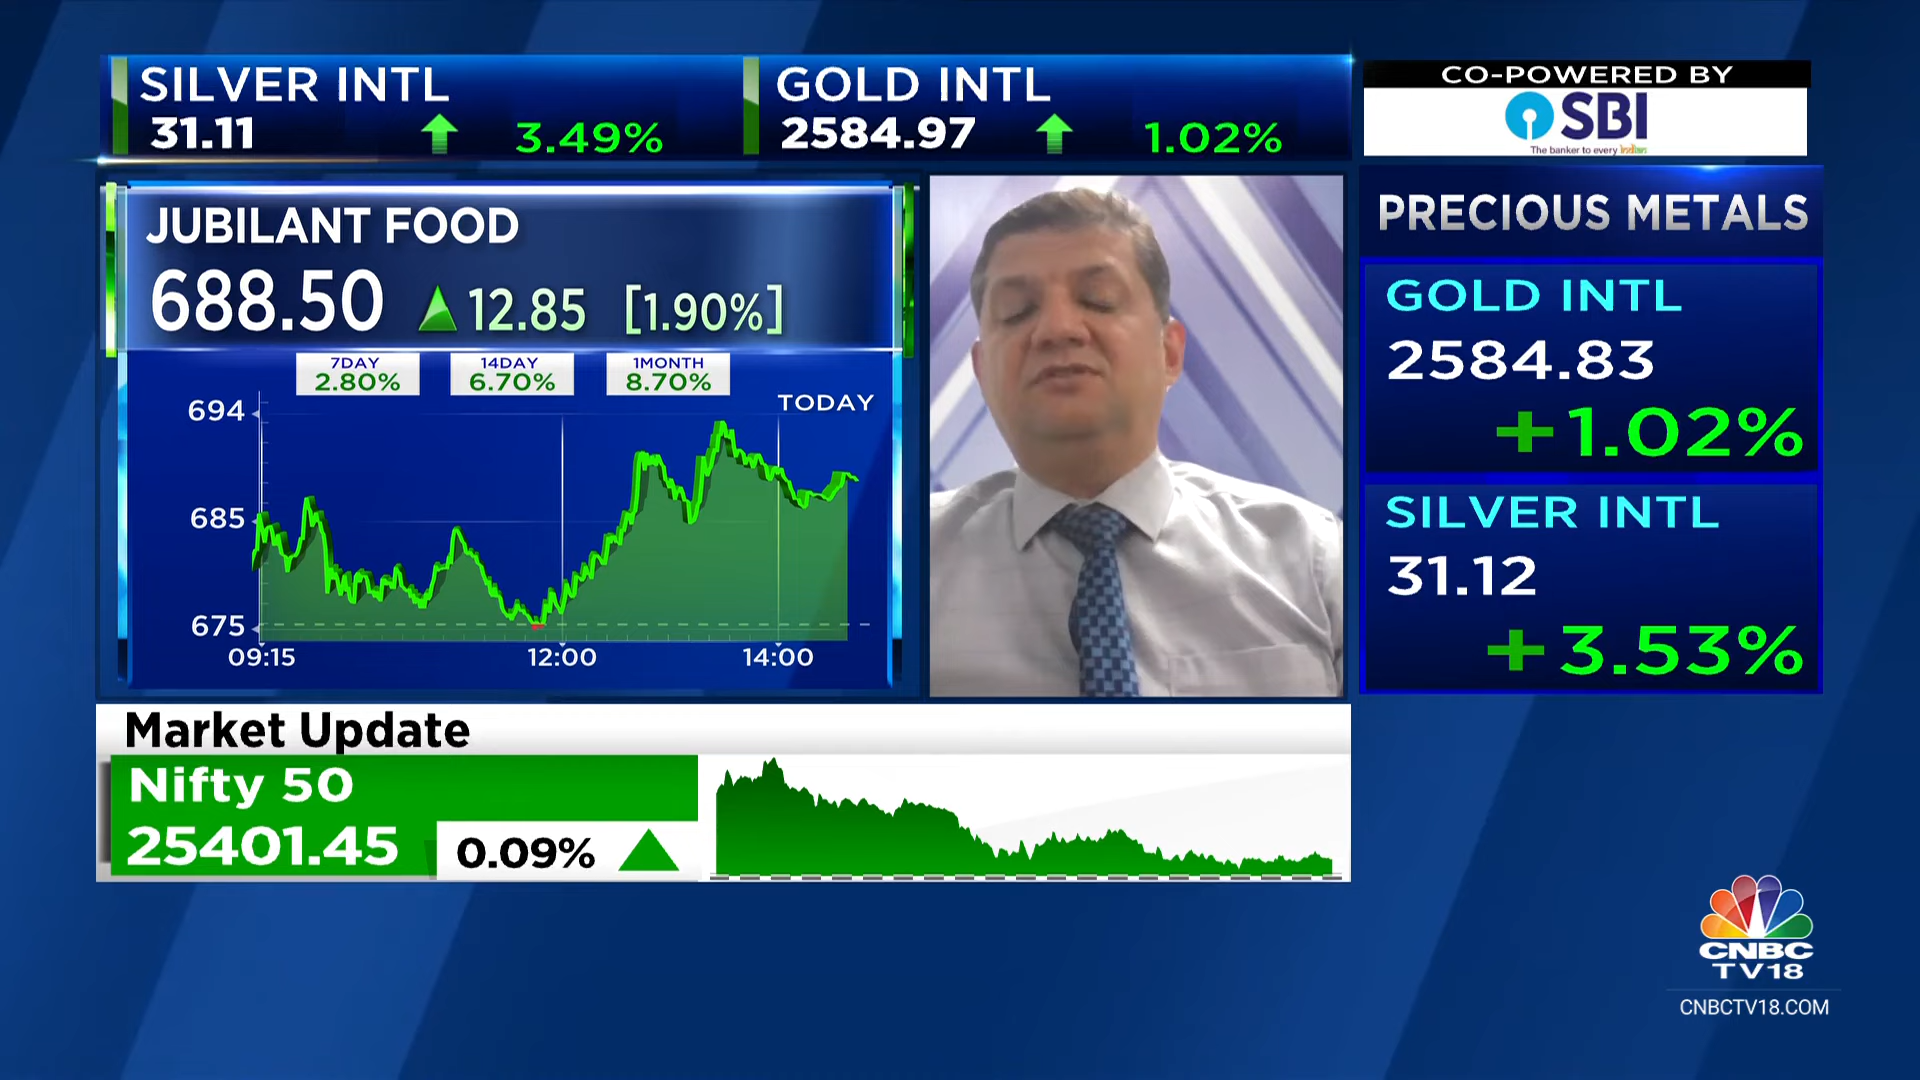 SILVER INTL
31.11 3.49%
GOLD INTL
2584.97 1.02%
CO-POWERED BY
SBI
The banker to every Indian
JUBILANT FOOD
688.50 12.85 [1.90%]
7DAY
2.80%
14DAY
6.70%
1MONTH
8.70%
TODAY
694
685
675
09:15 12:00 14:00
PRECIOUS METALS
GOLD INTL
2584.83
+1.02%
SILVER INTL
31.12
+3.53%
Market Update
Nifty 50
25401.45 0.09%
CNBC
TV18
CNBCTV18.COM